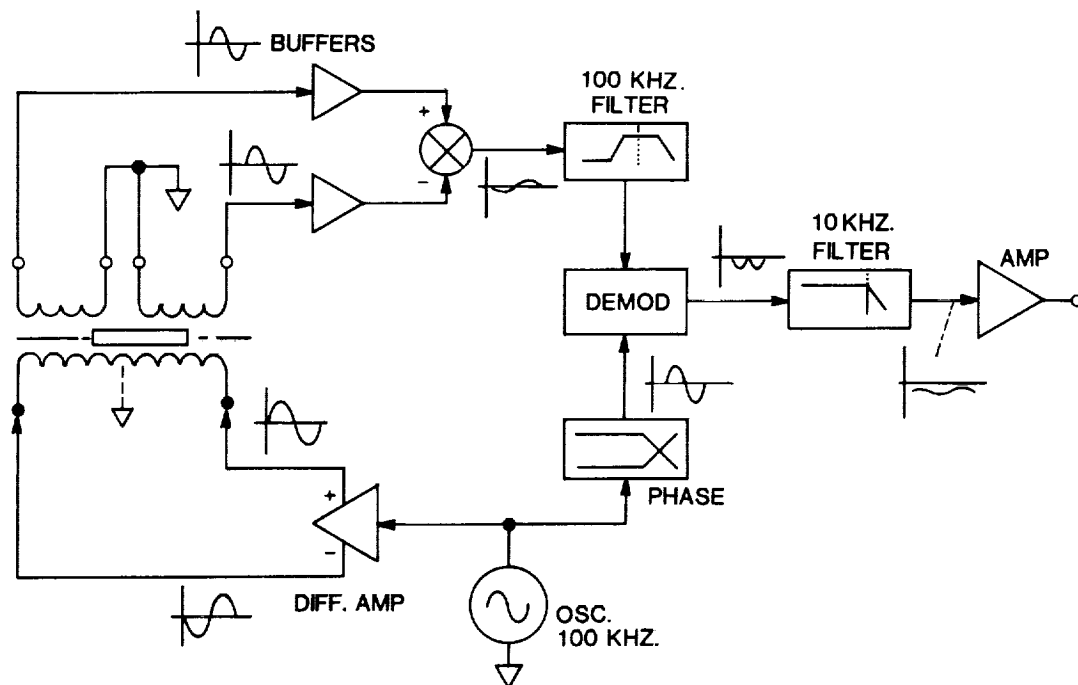 BUFFERS
100 KHZ.
FILTER
+
-
10 KHZ.
FILTER
AMP
DEMOD
PHASE
+
-
DIFF. AMP
OSC.
100 KHZ.